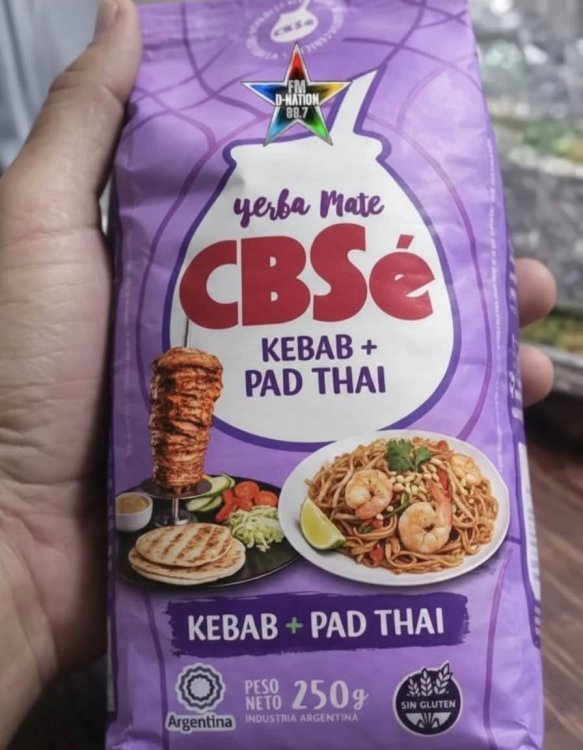 CBSé
FM
D-NATION
88.7
yerba Mate
CBSé
KEBAB +
PAD THAI
KEBAB + PAD THAI
Argentina
PESO
NETO 250g
INDUSTRIA ARGENTINA
SIN GLUTEN